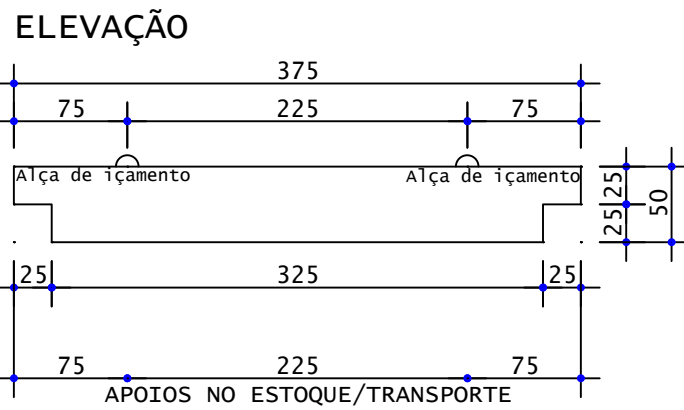 ELEVAÇÃO
375
75 225 75
Alça de içamento Alça de içamento
25
25
50
25 325 25
75 225 75
APOIOS NO ESTOQUE/TRANSPORTE